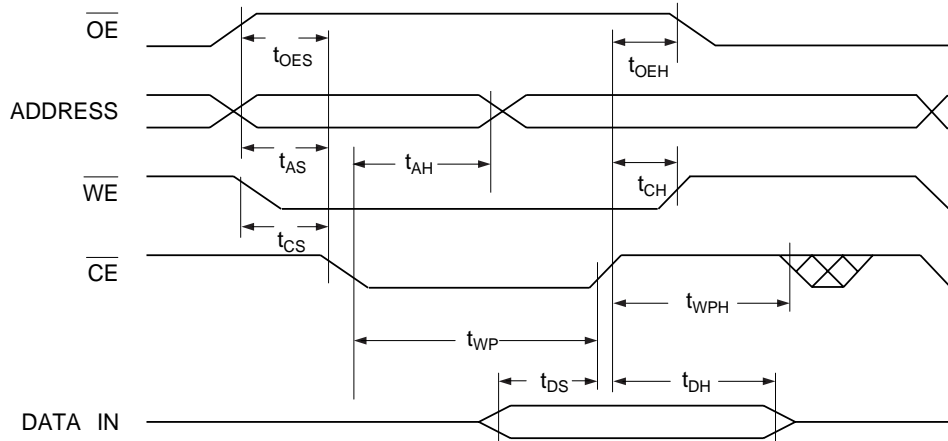 OE
tOES
tOEH
ADDRESS
tAS
tAH
WE
tCH
tCS
CE
tWPH
tWP
tDS
tDH
DATA IN